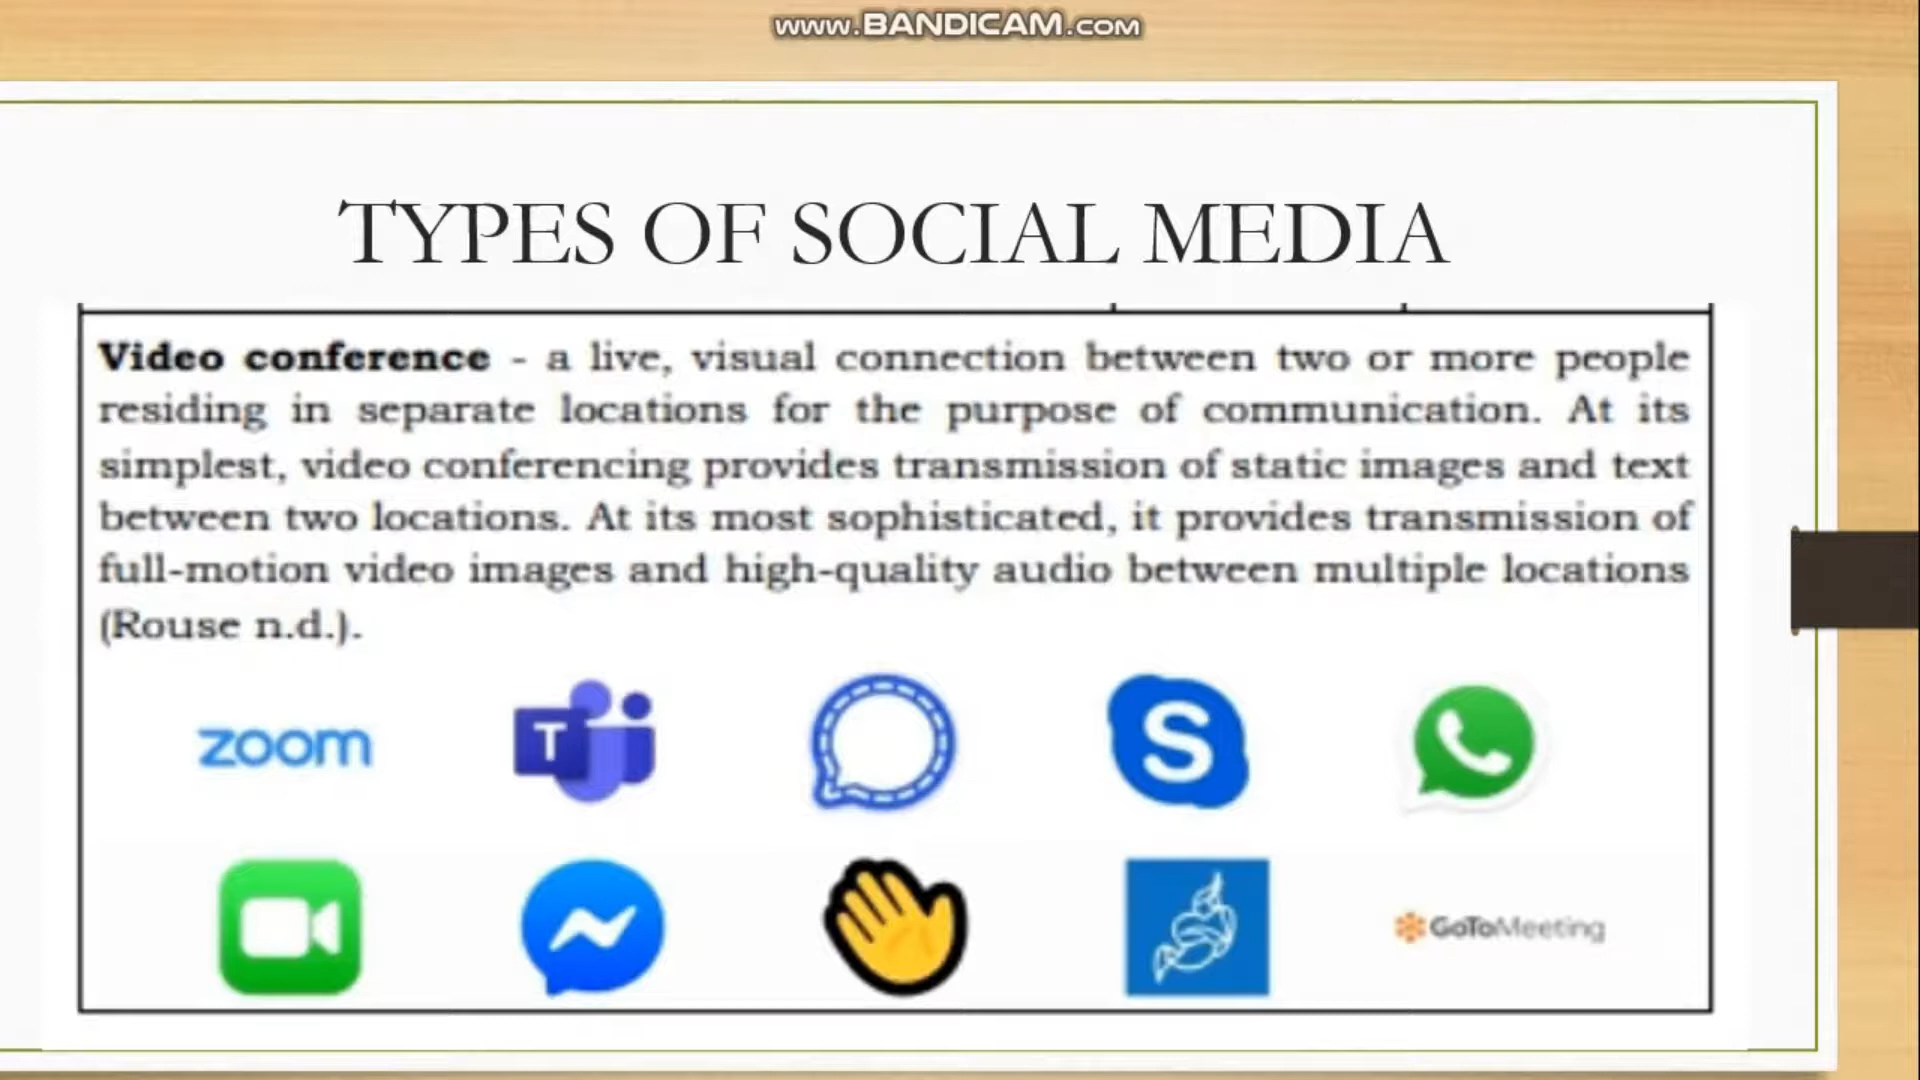 www.BANDICAM.com
TYPES OF SOCIAL MEDIA
Video conference - a live, visual connection between two or more people
residing in separate locations for the purpose of communication. At its
simplest, video conferencing provides transmission of static images and text
between two locations. At its most sophisticated, it provides transmission of
full-motion video images and high-quality audio between multiple locations
(Rouse n.d.).
zoom
T
S
GoToMeeting